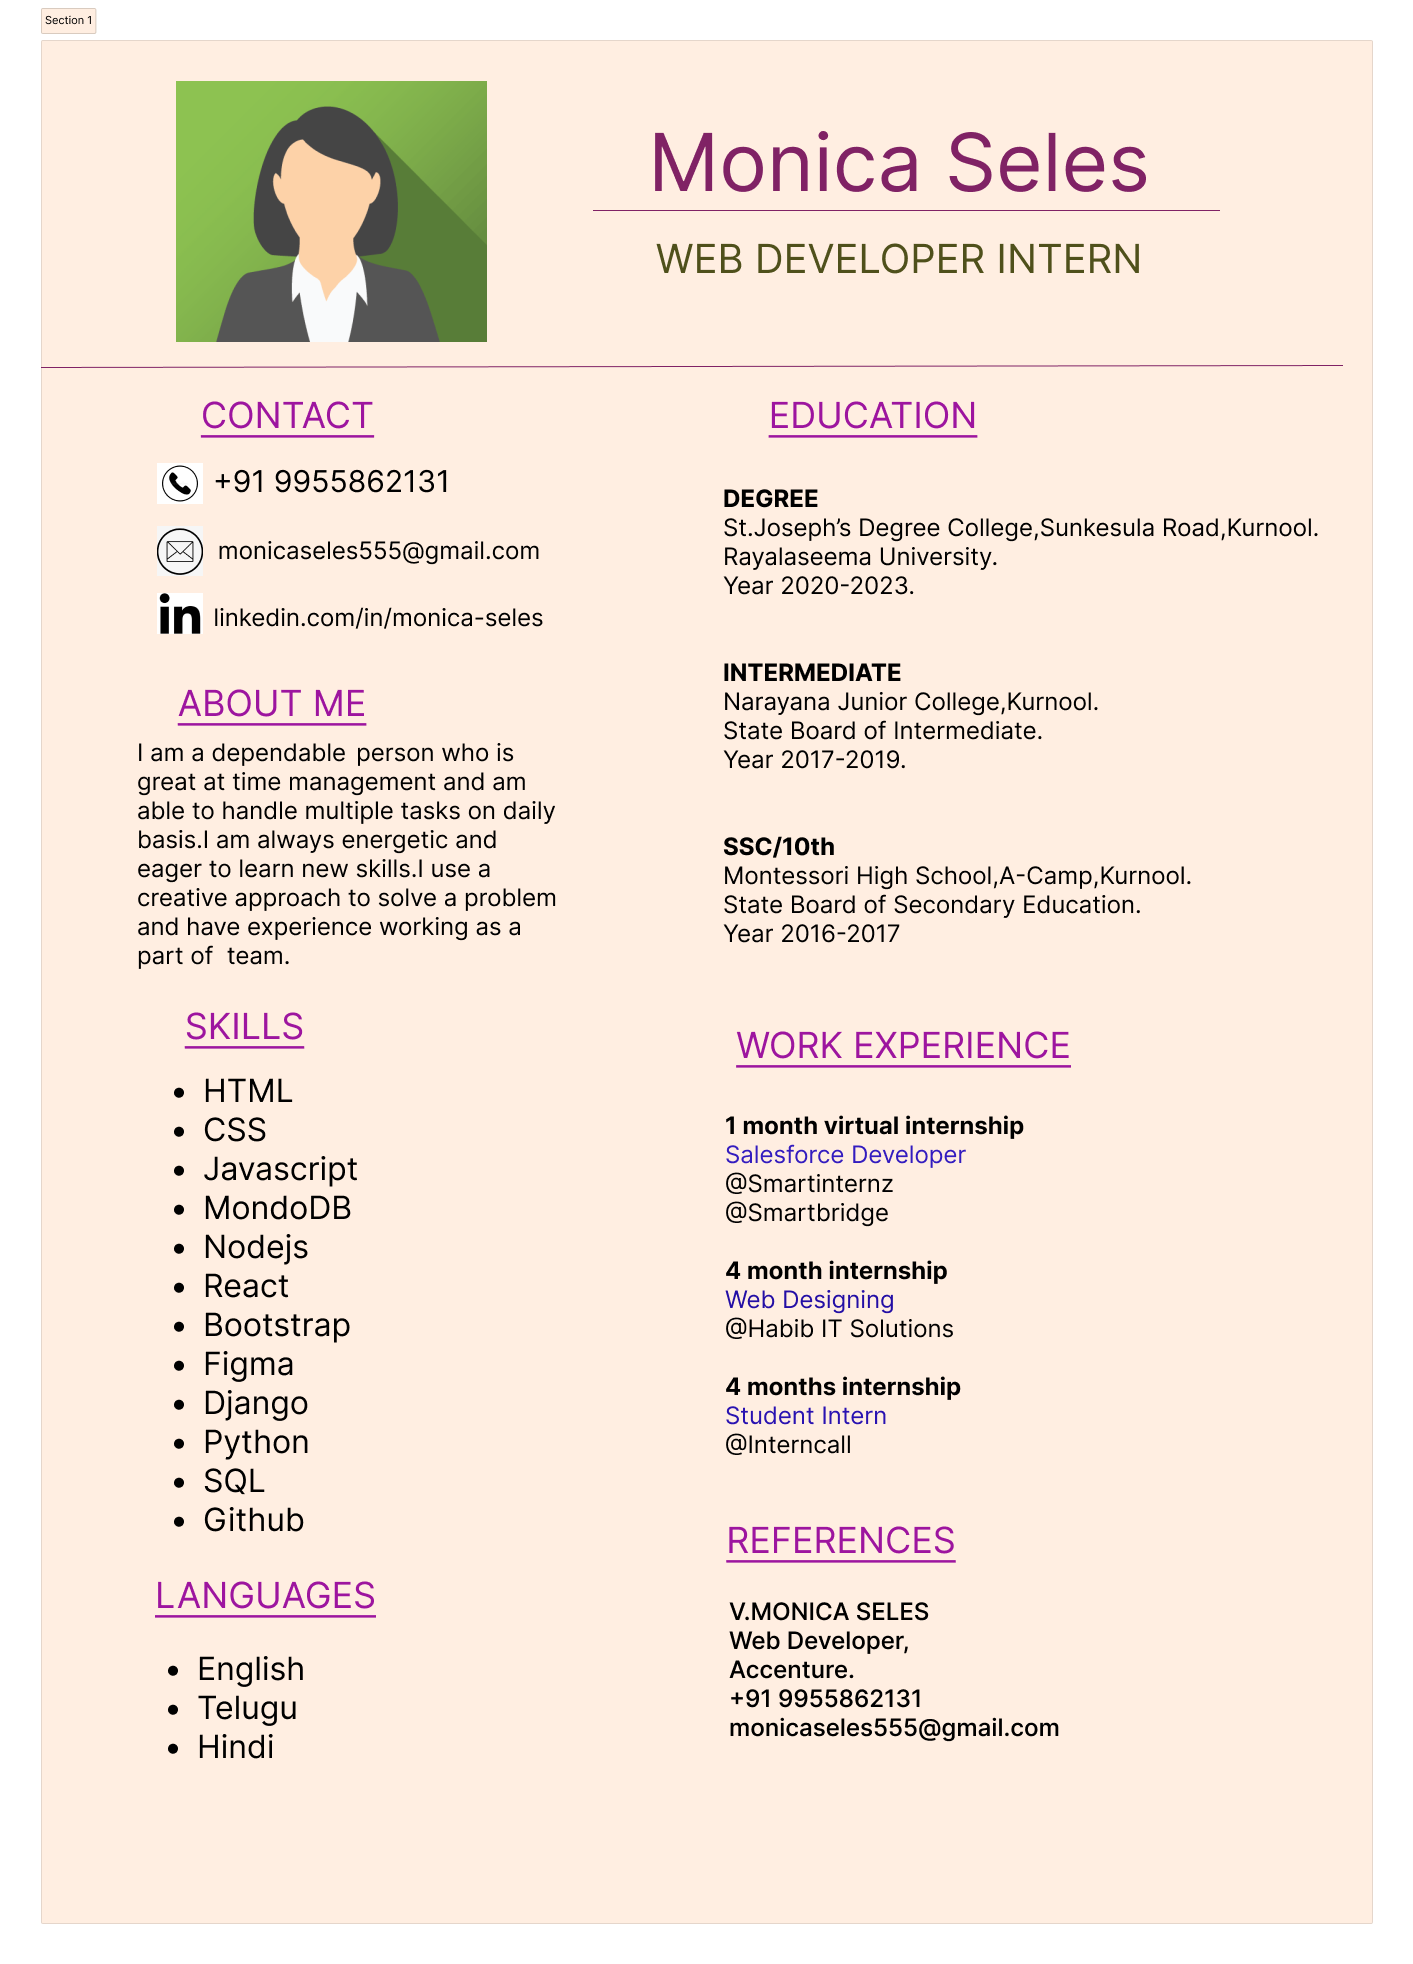 Section 1
Monica Seles
WEB DEVELOPER INTERN
CONTACT
+91 9955862131
monicaseles555@gmail.com
in linkedin.com/in/monica-seles
ABOUT ME
I am a dependable  person who is
great at time management and am
able to handle multiple tasks on daily
basis.I am always energetic and
eager to learn new skills.I use a
creative approach to solve a problem
and have experience working as a
part of  team.
SKILLS
• HTML
• CSS
• Javascript
• MondoDB
• Nodejs
• React
• Bootstrap
• Figma
• Django
• Python
• SQL
• Github
LANGUAGES
• English
• Telugu
• Hindi
EDUCATION
DEGREE
St.Joseph’s Degree College,Sunkesula Road,Kurnool.
Rayalaseema University.
Year 2020-2023.
INTERMEDIATE
Narayana Junior College,Kurnool.
State Board of Intermediate.
Year 2017-2019.
SSC/10th
Montessori High School,A-Camp,Kurnool.
State Board of Secondary Education.
Year 2016-2017
WORK EXPERIENCE
1 month virtual internship
Salesforce Developer
@Smartinternz
@Smartbridge
4 month internship
Web Designing
@Habib IT Solutions
4 months internship
Student Intern
@Interncall
REFERENCES
V.MONICA SELES
Web Developer,
Accenture.
+91 9955862131
monicaseles555@gmail.com